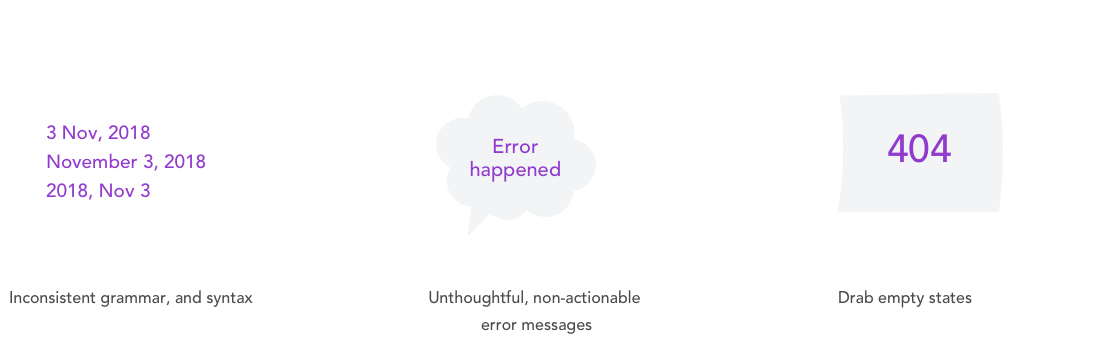 3 Nov, 2018
November 3, 2018
2018, Nov 3
Inconsistent grammar, and syntax
Error
happened
Unthoughtful, non-actionable
error messages
404
Drab empty states